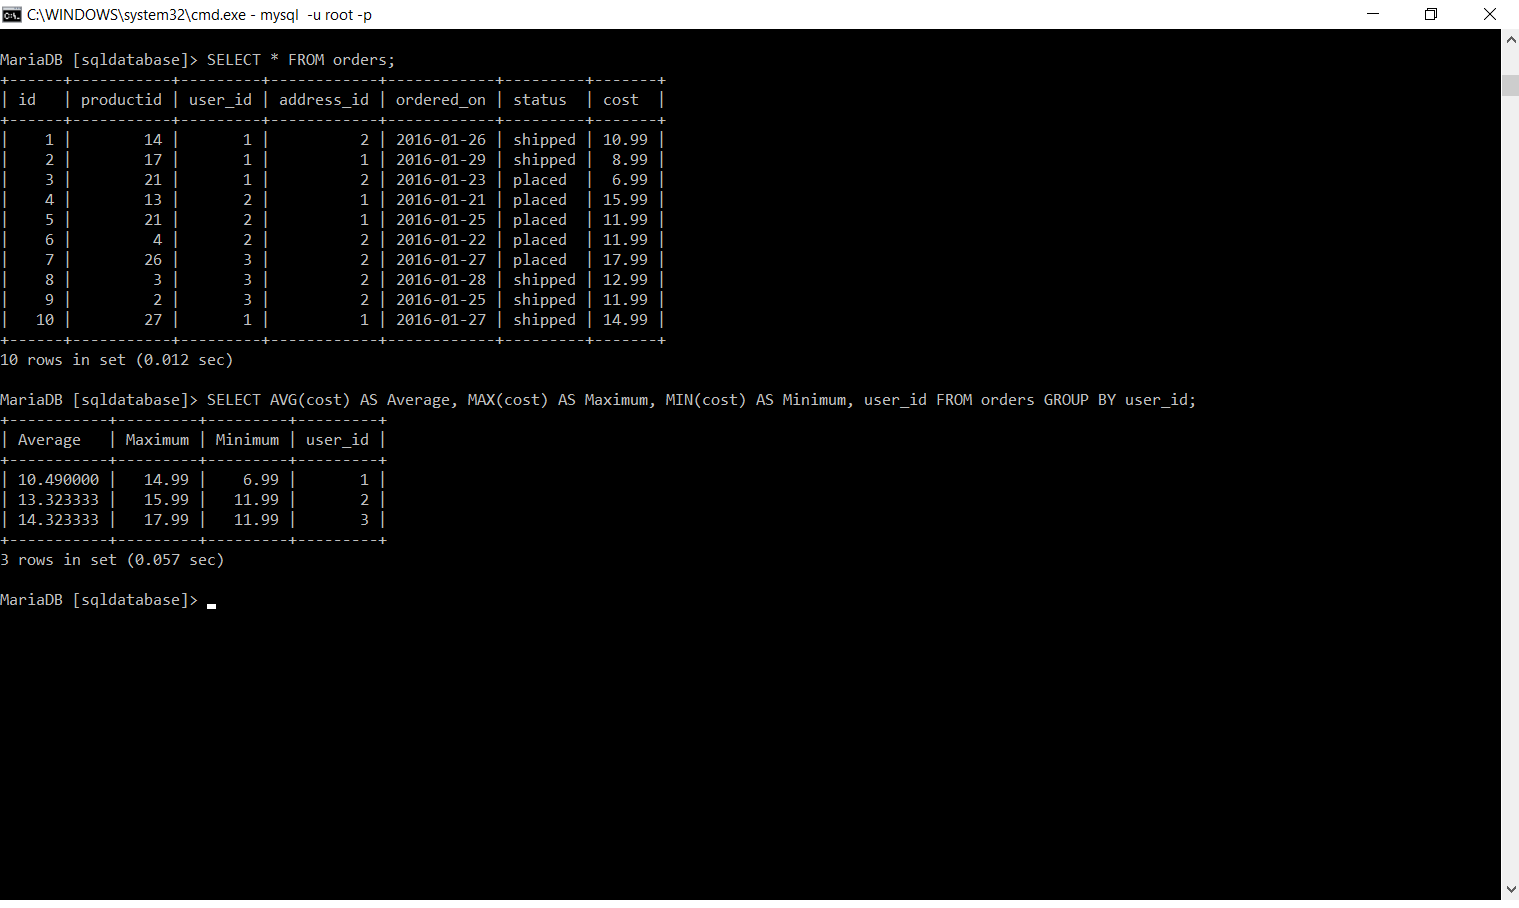 C:\WINDOWS\system32\cmd.exe - mysql  -u root -p
MariaDB [sqldatabase]> SELECT * FROM orders;
+------+-----------+---------+------------+------------+---------+-------+
| id   | productid | user_id | address_id | ordered_on | status  | cost  |
+------+-----------+---------+------------+------------+---------+-------+
|    1 |        14 |       1 |          2 | 2016-01-26 | shipped | 10.99 |
|    2 |        17 |       1 |          1 | 2016-01-29 | shipped |  8.99 |
|    3 |        21 |       1 |          2 | 2016-01-23 | placed  |  6.99 |
|    4 |        13 |       2 |          1 | 2016-01-21 | placed  | 15.99 |
|    5 |        21 |       2 |          1 | 2016-01-25 | placed  | 11.99 |
|    6 |         4 |       2 |          2 | 2016-01-22 | placed  | 11.99 |
|    7 |        26 |       3 |          2 | 2016-01-27 | placed  | 17.99 |
|    8 |         3 |       3 |          2 | 2016-01-28 | shipped | 12.99 |
|    9 |         2 |       3 |          2 | 2016-01-25 | shipped | 11.99 |
|   10 |        27 |       1 |          1 | 2016-01-27 | shipped | 14.99 |
+------+-----------+---------+------------+------------+---------+-------+
10 rows in set (0.012 sec)
MariaDB [sqldatabase]> SELECT AVG(cost) AS Average, MAX(cost) AS Maximum, MIN(cost) AS Minimum, user_id FROM orders GROUP BY user_id;
+-----------+---------+---------+---------+
| Average   | Maximum | Minimum | user_id |
+-----------+---------+---------+---------+
| 10.490000 |   14.99 |    6.99 |       1 |
| 13.323333 |   15.99 |   11.99 |       2 |
| 14.323333 |   17.99 |   11.99 |       3 |
+-----------+---------+---------+---------+
3 rows in set (0.057 sec)
MariaDB [sqldatabase]>